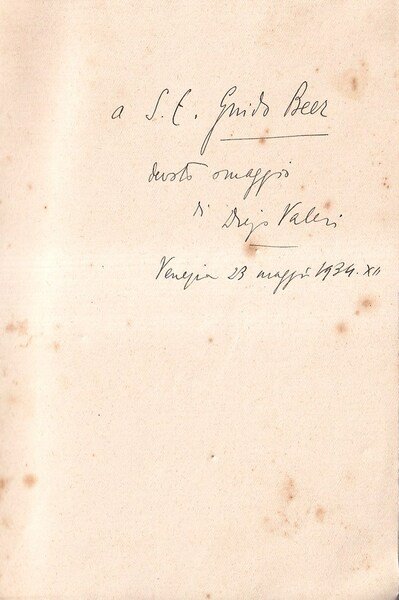 a S. E. Guido Beer
devoto omaggio
di Diego Valeri
Venezia 23 maggio 1934. XII